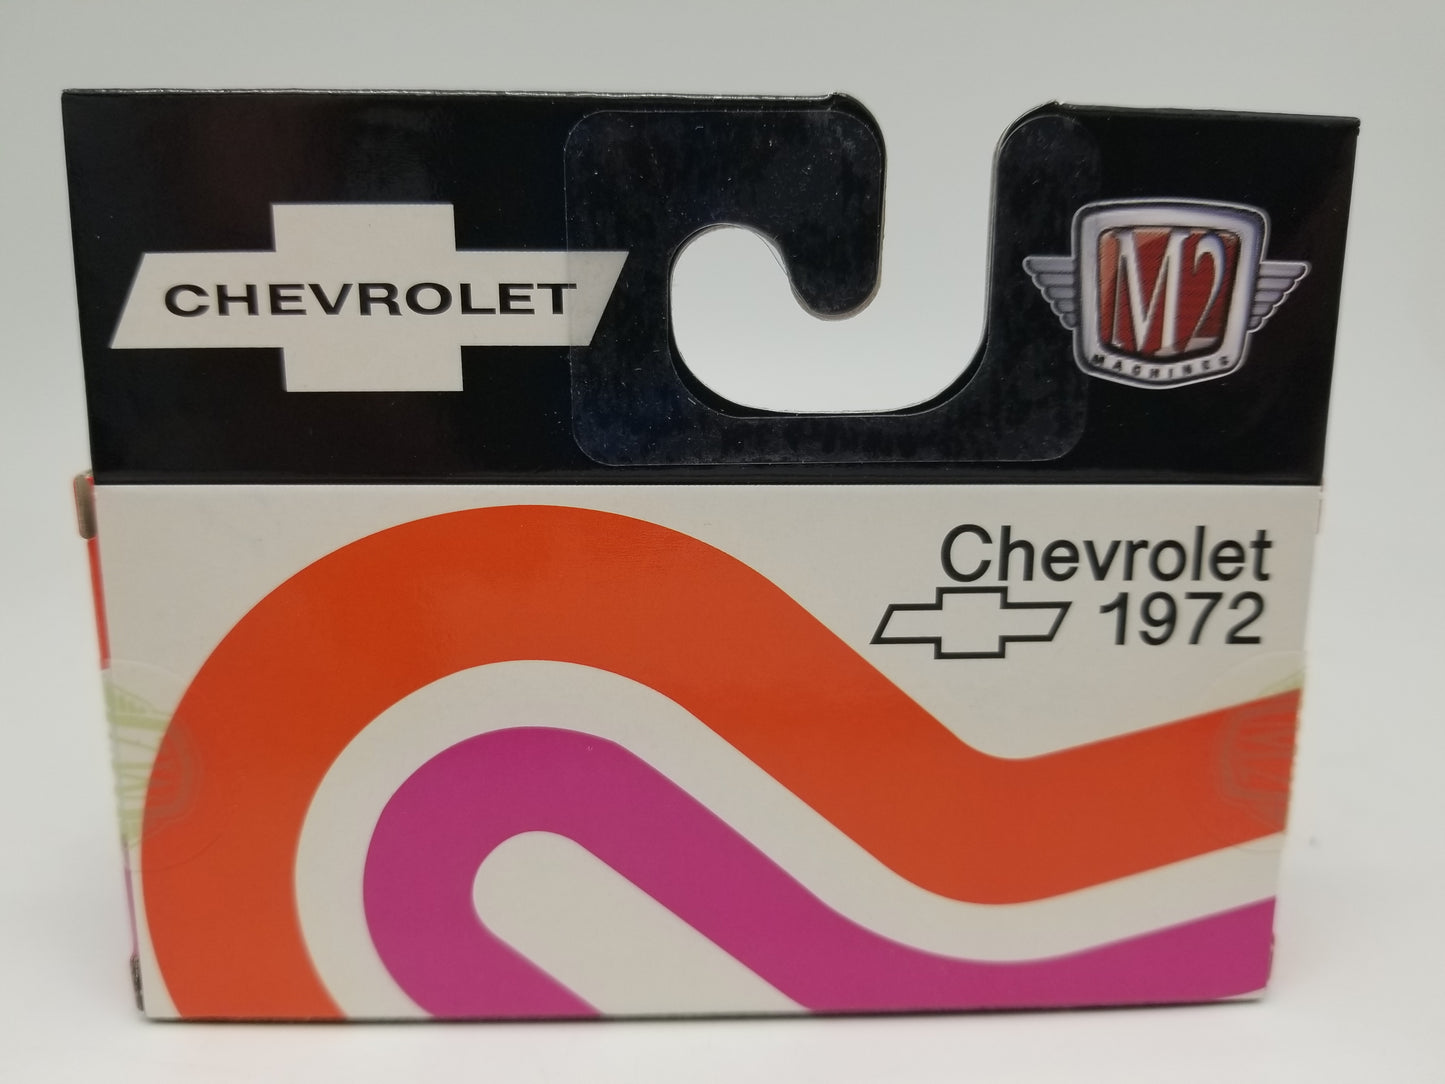 CHEVROLET
M2
MACHINES
Chevrolet
1972